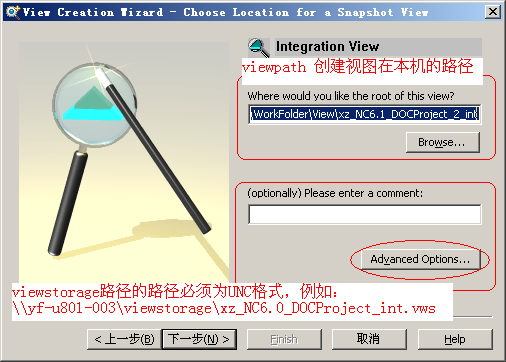 View Creation Wizard - Choose Location for a Snapshot View
Integration View
viewpath 创建视图在本机的路径
Where would you like the root of this view?
\WorkFolder\View\xz_NC6.1_DOCProject_2_int
Browse...
(optionally) Please enter a comment:
Advanced Options...
viewstorage路径的路径必须为UNC格式，例如：
\\yf-u801-003\viewstorage\xz_NC6.0_DOCProject_int.vws
< 上一步(B) 下一步(N) > Finish 取消 Help